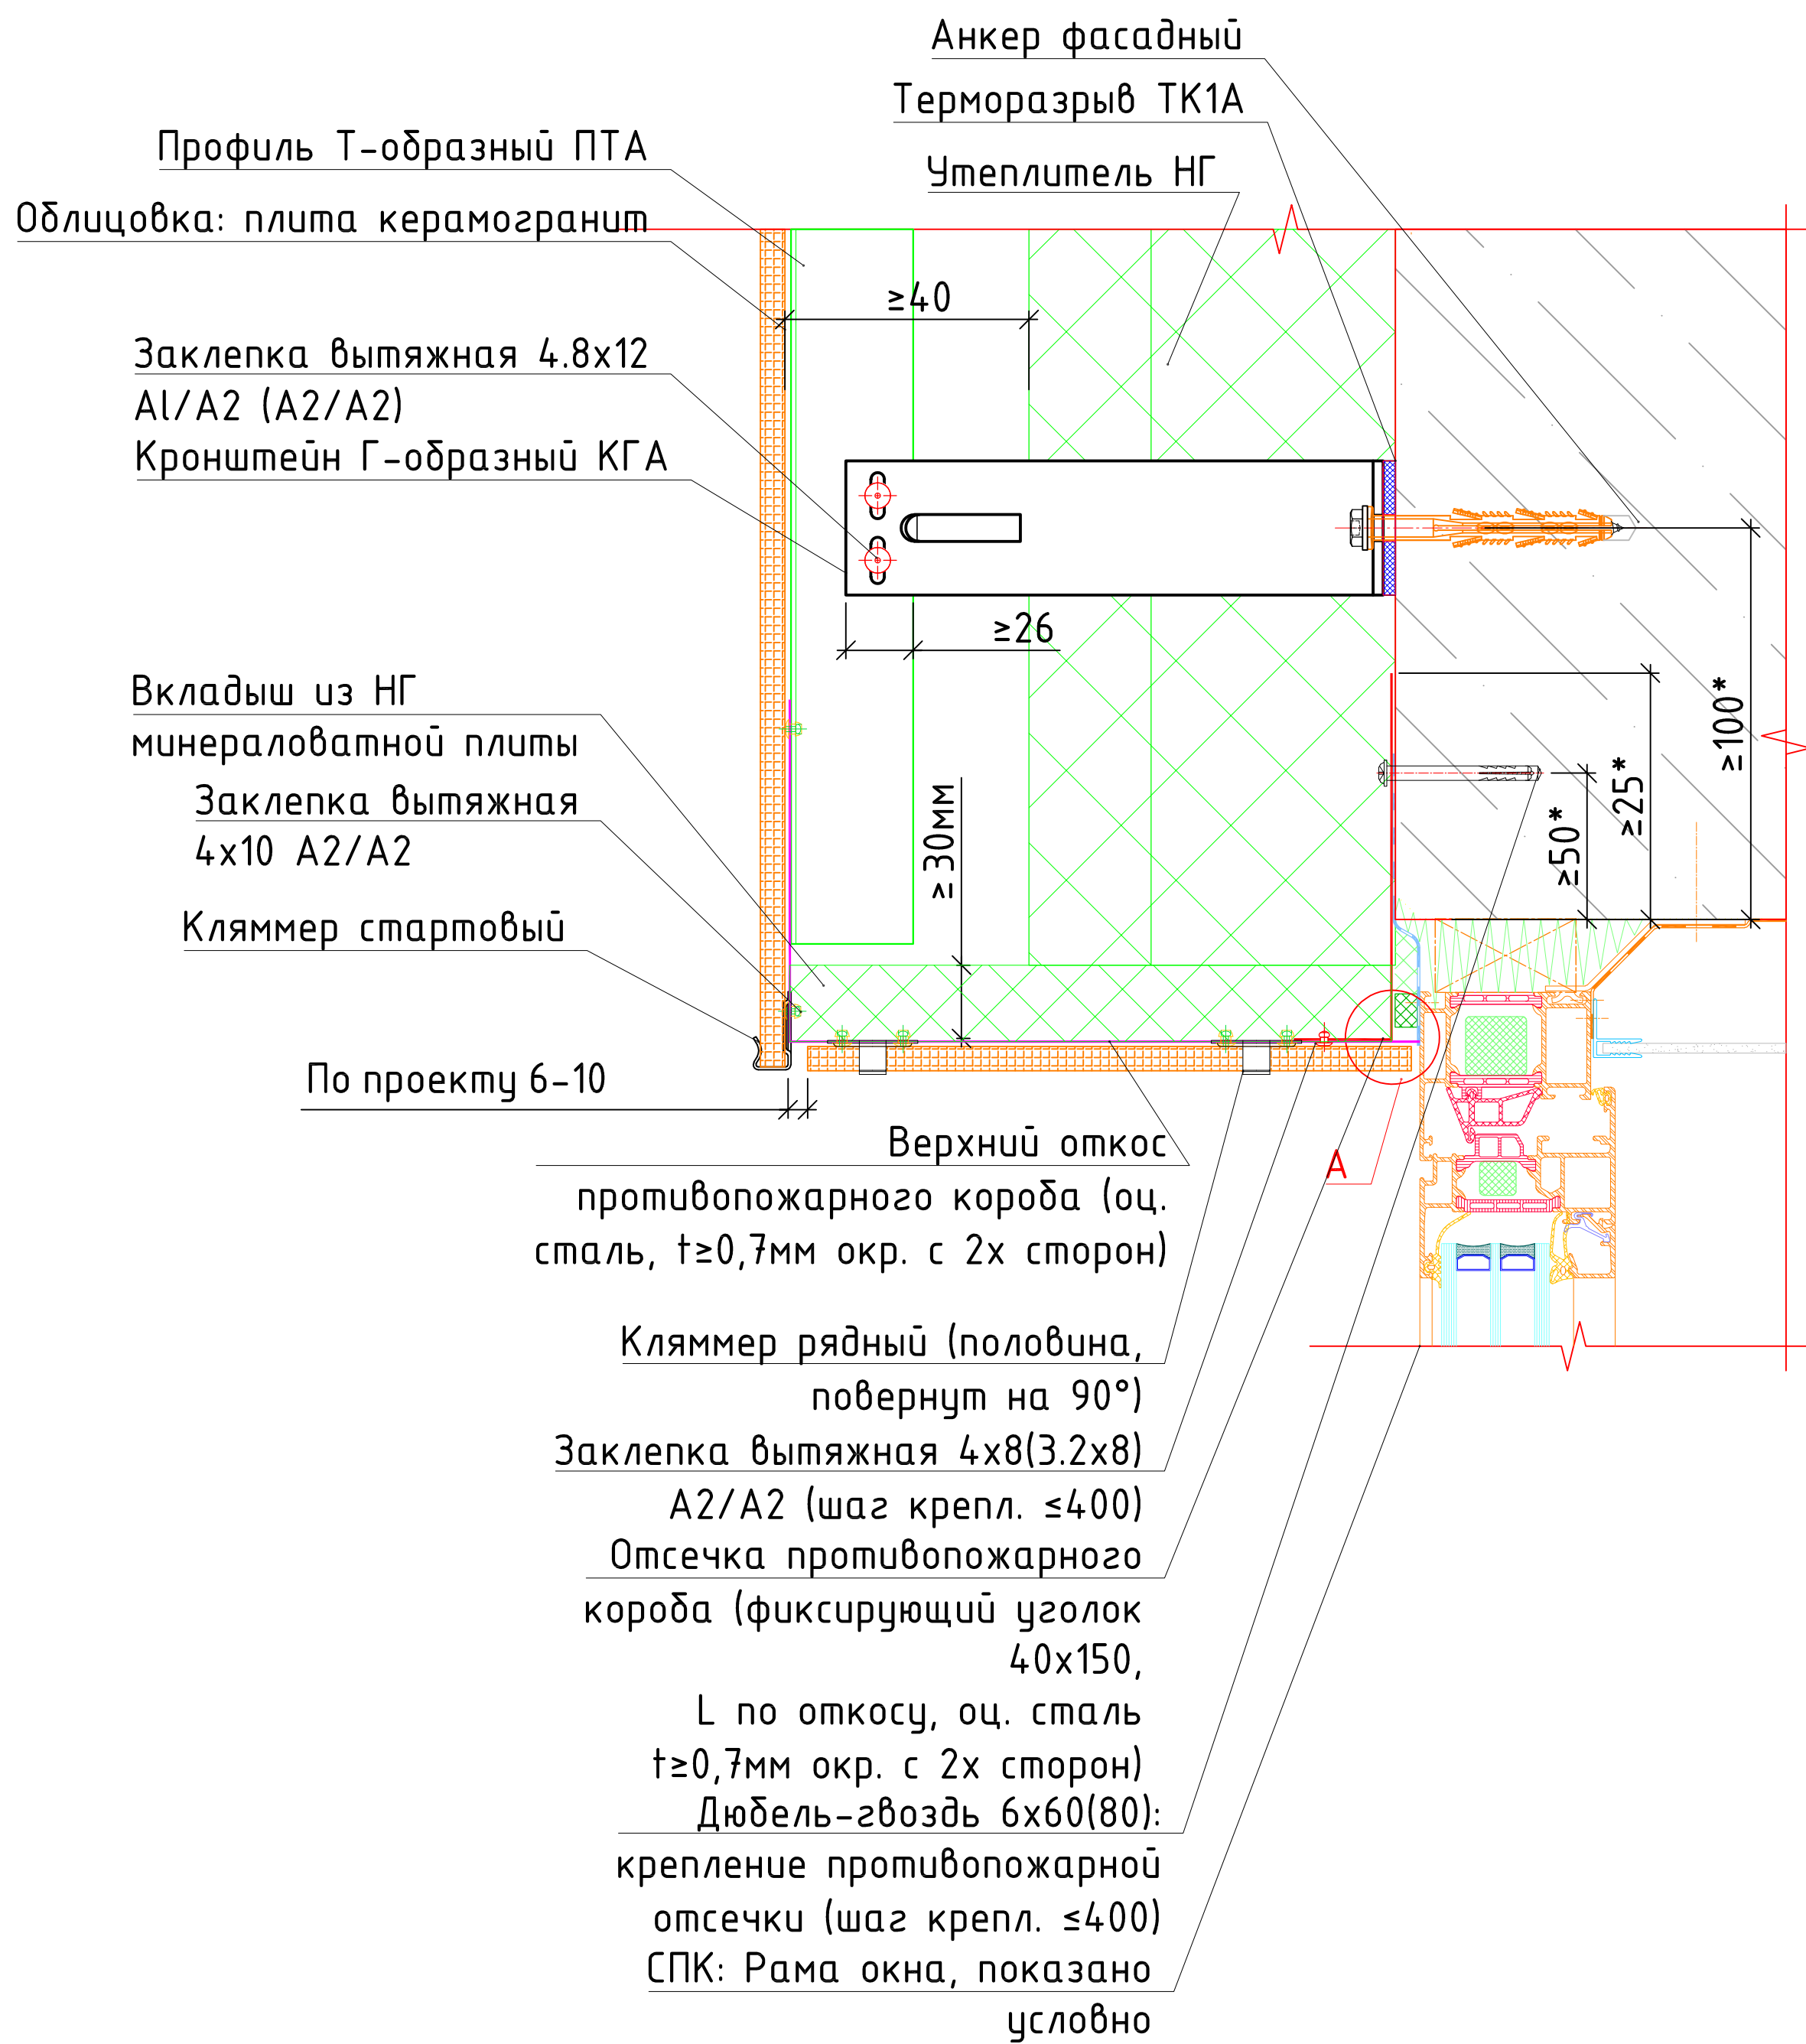 Анкер фасадный
Терморазрыв ТК1А
Утеплитель НГ
Профиль Т-образный ПТА
Облицовка: плита керамогранит
≥40
Заклепка вытяжная 4.8х12
Al/A2 (A2/A2)
Кронштейн Г-образный КГА
≥26
Вкладыш из НГ
минераловатной плиты
Заклепка вытяжная
4х10 А2/А2
Кляммер стартовый
≥30мм
≥50*
≥25*
≥100*
По проекту 6-10
А
Верхний откос
противопожарного короба (оц.
сталь, t≥0,7мм окр. с 2х сторон)
Кляммер рядный (половина,
повернут на 90°)
Заклепка вытяжная 4х8(3.2х8)
А2/А2 (шаг крепл. ≤400)
Отсечка противопожарного
короба (фиксирующий уголок
40х150,
L по откосу, оц. сталь
t≥0,7мм окр. с 2х сторон)
Дюбель-гвоздь 6х60(80):
крепление противопожарной
отсечки (шаг крепл. ≤400)
СПК: Рама окна, показано
условно